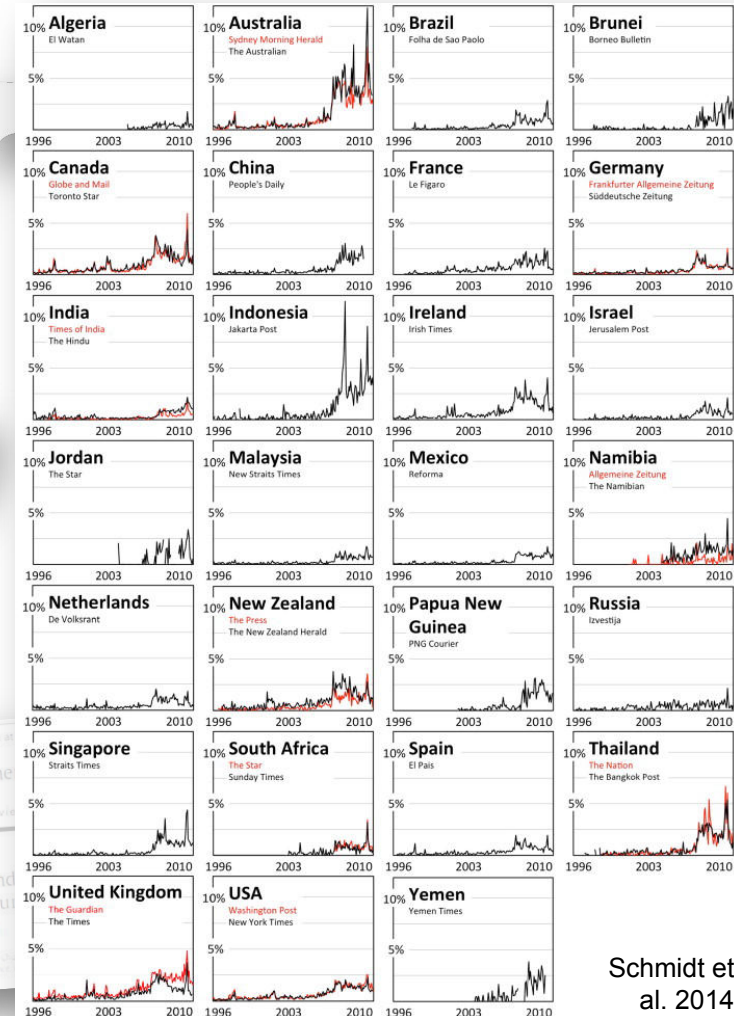 Algeria
El Watan
10%
5%
1996 2003 2010
Australia
Sydney Morning Herald
The Australian
10%
5%
1996 2003 2010
Brazil
Folha de Sao Paolo
10%
5%
1996 2003 2010
Brunei
Borneo Bulletin
10%
5%
1996 2003 2010
Canada
Globe and Mail
Toronto Star
10%
5%
1996 2003 2010
China
People's Daily
10%
5%
1996 2003 2010
France
Le Figaro
10%
5%
1996 2003 2010
Germany
Frankfurter Allgemeine Zeitung
Süddeutsche Zeitung
10%
5%
1996 2003 2010
India
Times of India
The Hindu
10%
5%
1996 2003 2010
Indonesia
Jakarta Post
10%
5%
1996 2003 2010
Ireland
Irish Times
10%
5%
1996 2003 2010
Israel
Jerusalem Post
10%
5%
1996 2003 2010
Jordan
The Star
10%
5%
1996 2003 2010
Malaysia
New Straits Times
10%
5%
1996 2003 2010
Mexico
Reforma
10%
5%
1996 2003 2010
Namibia
Allgemeine Zeitung
The Namibian
10%
5%
1996 2003 2010
Netherlands
De Volksrant
10%
5%
1996 2003 2010
New Zealand
The Press
The New Zealand Herald
10%
5%
1996 2003 2010
Papua New
Guinea
PNG Courier
10%
5%
1996 2003 2010
Russia
Izvestija
10%
5%
1996 2003 2010
Singapore
Straits Times
10%
5%
1996 2003 2010
South Africa
The Star
Sunday Times
10%
5%
1996 2003 2010
Spain
El Pais
10%
5%
1996 2003 2010
Thailand
The Nation
The Bangkok Post
10%
5%
1996 2003 2010
United Kingdom
The Guardian
The Times
10%
5%
1996 2003 2010
USA
Washington Post
New York Times
10%
5%
1996 2003 2010
Yemen
Yemen Times
10%
5%
1996 2003 2010
Schmidt et
al. 2014